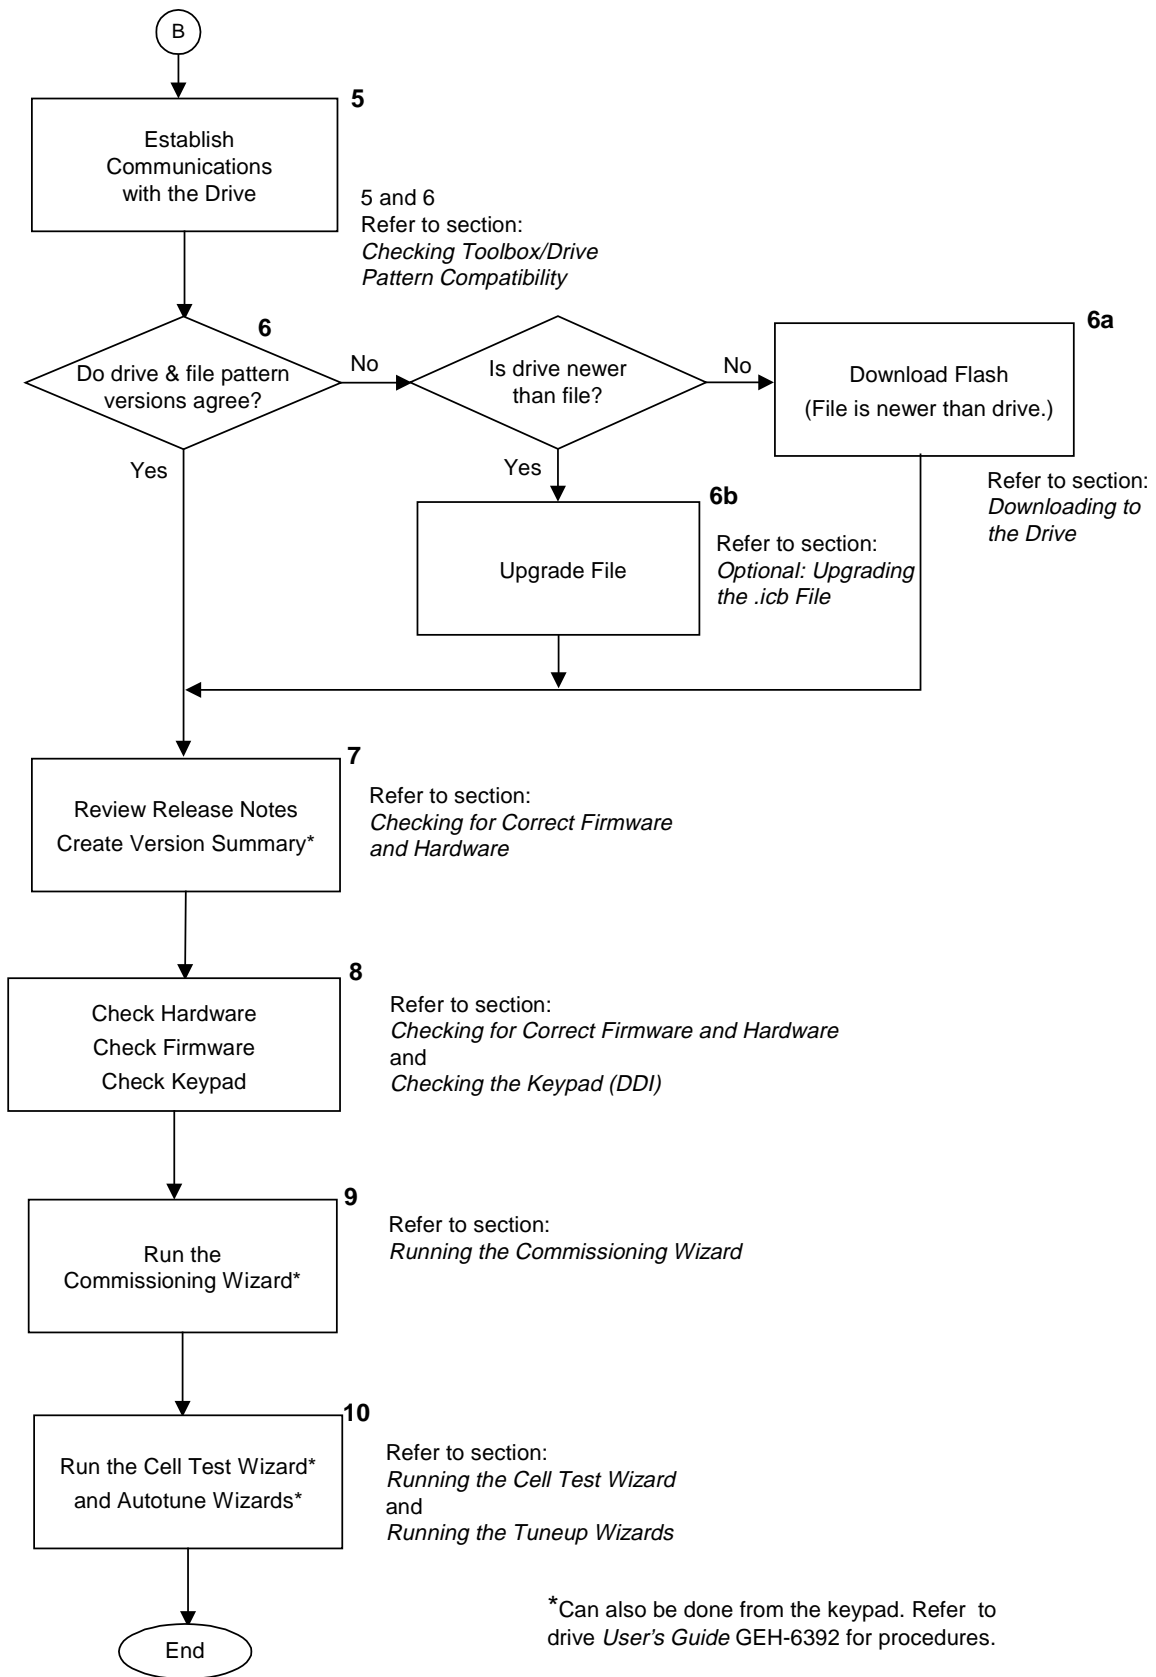 B
5
Establish
Communications
with the Drive
5 and 6
Refer to section:
Checking Toolbox/Drive
Pattern Compatibility
6
Do drive & file pattern
versions agree?
No
Yes
Is drive newer
than file?
No
Yes
6a
Download Flash
(File is newer than drive.)
Refer to section:
Downloading to
the Drive
6b
Upgrade File
Refer to section:
Optional: Upgrading
the .icb File
7
Review Release Notes
Create Version Summary*
Refer to section:
Checking for Correct Firmware
and Hardware
8
Check Hardware
Check Firmware
Check Keypad
Refer to section:
Checking for Correct Firmware and Hardware
and
Checking the Keypad (DDI)
9
Run the
Commissioning Wizard*
Refer to section:
Running the Commissioning Wizard
10
Run the Cell Test Wizard*
and Autotune Wizards*
Refer to section:
Running the Cell Test Wizard
and
Running the Tuneup Wizards
End
*Can also be done from the keypad. Refer to
drive User's Guide GEH-6392 for procedures.